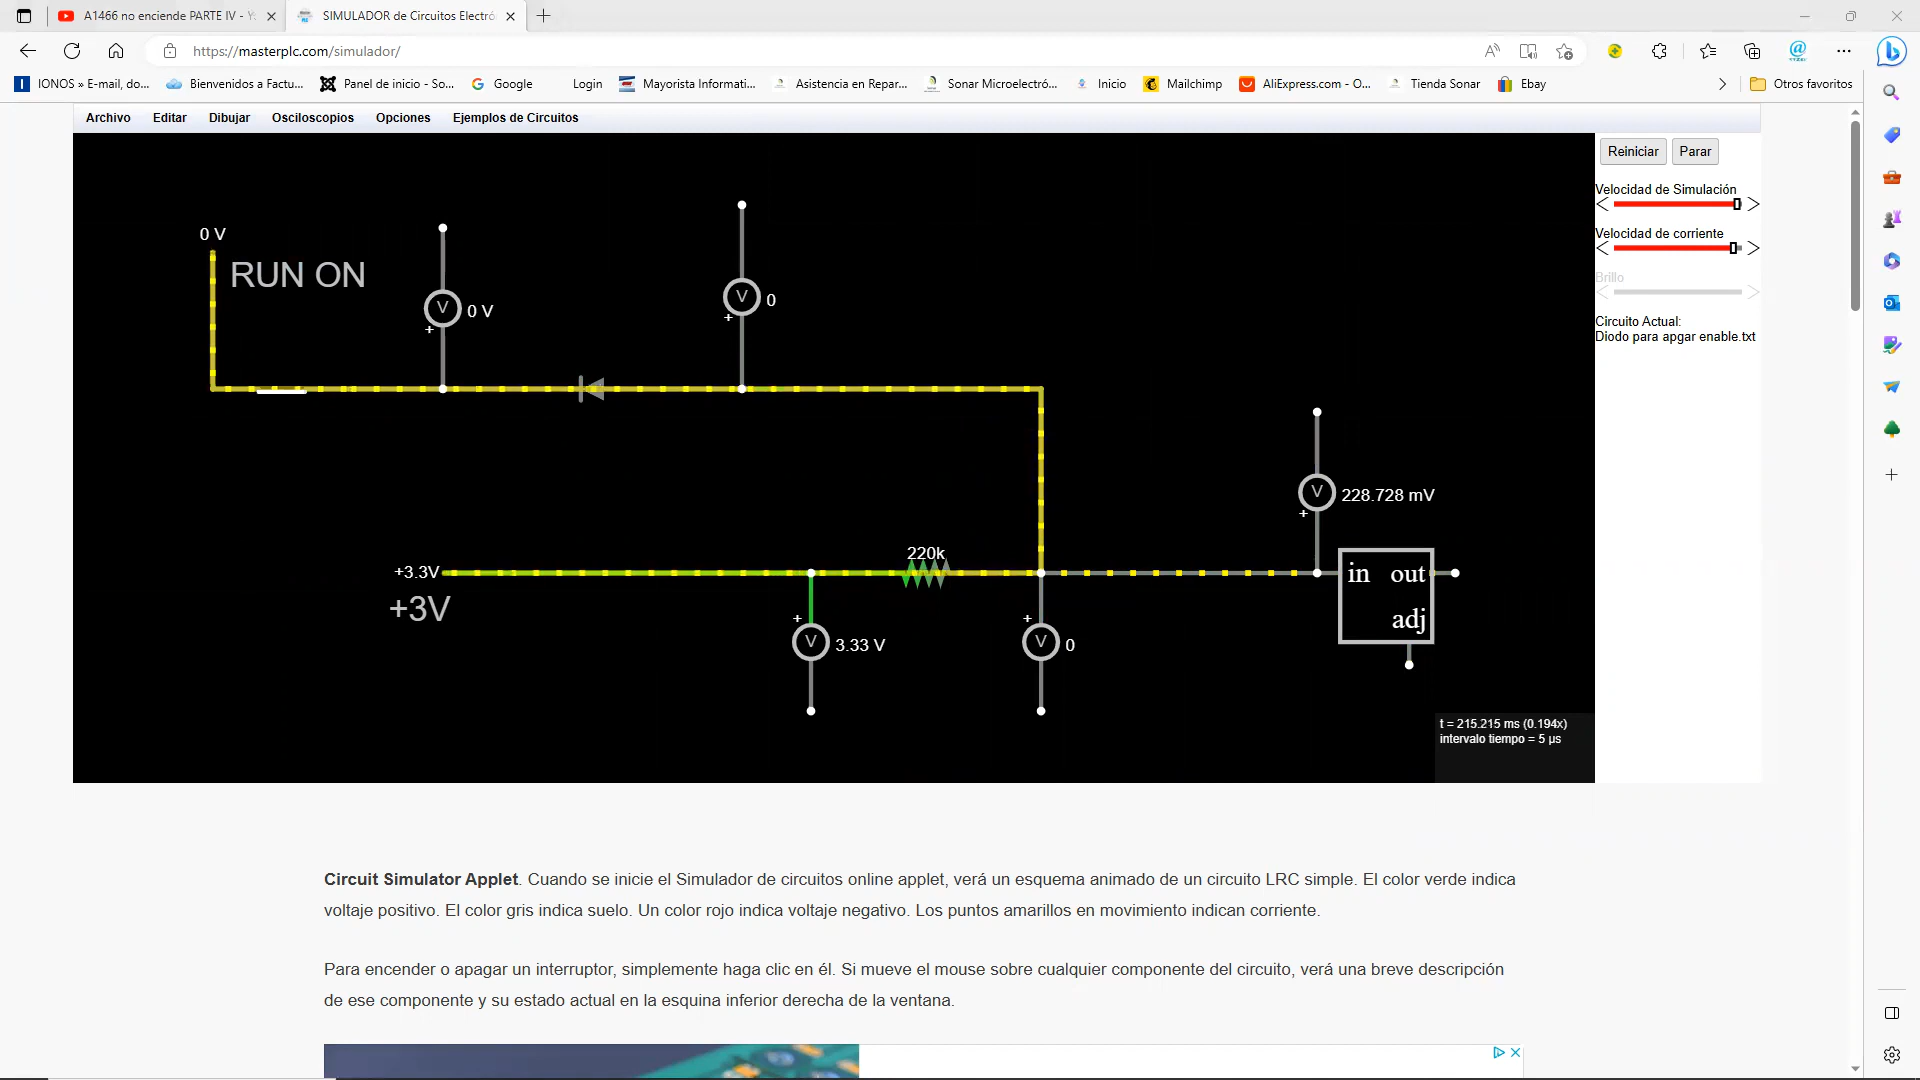 A1466 no enciende PARTE IV - Y
SIMULADOR de Circuitos Electró
https://masterplc.com/simulador/
IONOS » E-mail, do...
Bienvenidos a Factu...
Panel de inicio - So...
Google
Login
Mayorista Informati...
Asistencia en Repar...
Sonar Microelectró...
Inicio
Mailchimp
AliExpress.com - O...
Tienda Sonar
Ebay
Otros favoritos
Archivo Editar Dibujar Osciloscopios Opciones Ejemplos de Circuitos
Reiniciar Parar
Velocidad de Simulación
Velocidad de corriente
Brillo
Circuito Actual:
Diodo para apgar enable.txt
0 V
RUN ON
V
+
0 V
V
+
0
V
+
228.728 mV
220k
+3.3V
+3V
in out
adj
+
V
3.33 V
+
V
0
t = 215.215 ms (0.194x)
intervalo tiempo = 5 µs
Circuit Simulator Applet. Cuando se inicie el Simulador de circuitos online applet, verá un esquema animado de un circuito LRC simple. El color verde indica
voltaje positivo. El color gris indica suelo. Un color rojo indica voltaje negativo. Los puntos amarillos en movimiento indican corriente.
Para encender o apagar un interruptor, simplemente haga clic en él. Si mueve el mouse sobre cualquier componente del circuito, verá una breve descripción
de ese componente y su estado actual en la esquina inferior derecha de la ventana.